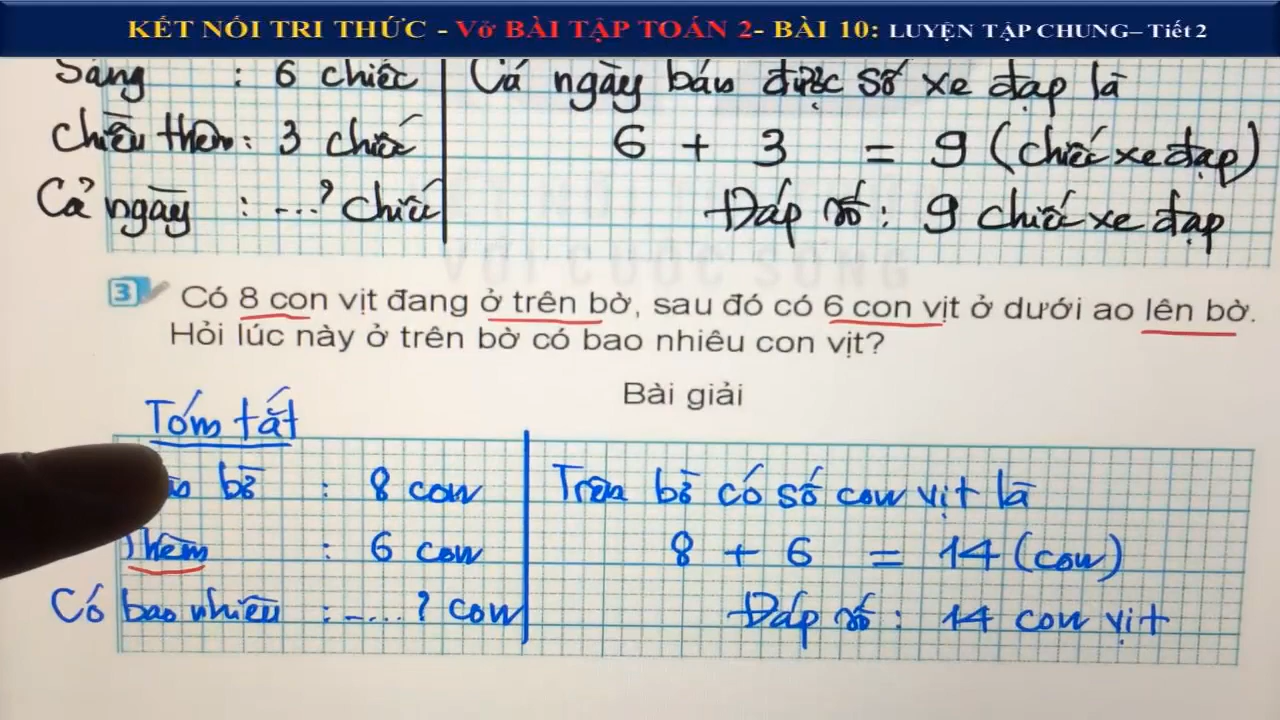 KẾT NỐI TRI THỨC - Vở BÀI TẬP TOÁN 2- BÀI 10: LUYỆN TẬP CHUNG– Tiết 2
Sáng : 6 chiếc
Chiều thêm : 3 chiếc
Cả ngày : ...? chiếc
Cả ngày bán được số xe đạp là
6 + 3 = 9 (chiếc xe đạp)
Đáp số : 9 chiếc xe đạp
VỚI CUỘC SỐNG
3 Có 8 con vịt đang ở trên bờ, sau đó có 6 con vịt ở dưới ao lên bờ.
Hỏi lúc này ở trên bờ có bao nhiêu con vịt?
Bài giải
Tóm tắt
bờ : 8 con
Thêm : 6 con
Có bao nhiêu : ....? con
Trên bờ có số con vịt là
8 + 6 = 14 (con)
Đáp số : 14 con vịt